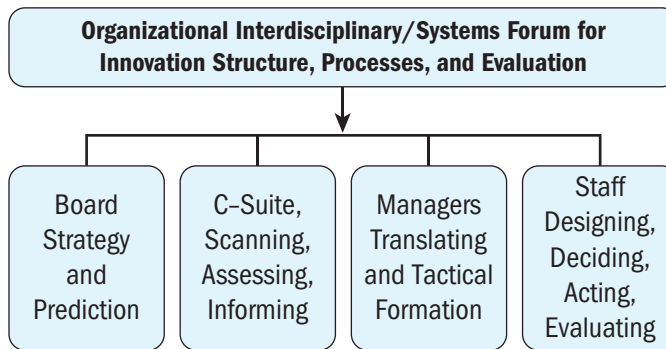 Organizational Interdisciplinary/Systems Forum for
Innovation Structure, Processes, and Evaluation
Board
Strategy
and
Prediction
C–Suite,
Scanning,
Assessing,
Informing
Managers
Translating
and Tactical
Formation
Staff
Designing,
Deciding,
Acting,
Evaluating